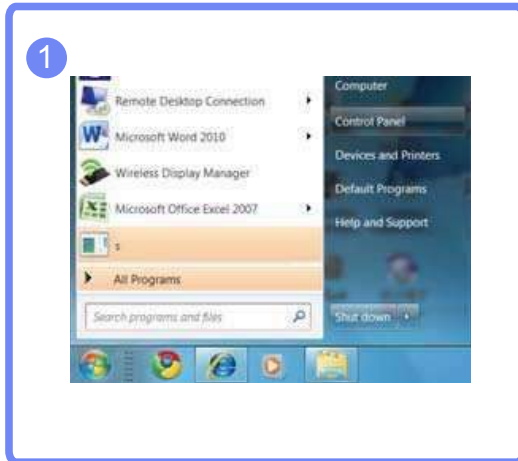 1
Computer
Remote Desktop Connection
Control Panel
Microsoft Word 2010
Devices and Printers
Wireless Display Manager
Default Programs
Microsoft Office Excel 2007
Help and Support
s
All Programs
Search programs and files
Shut down